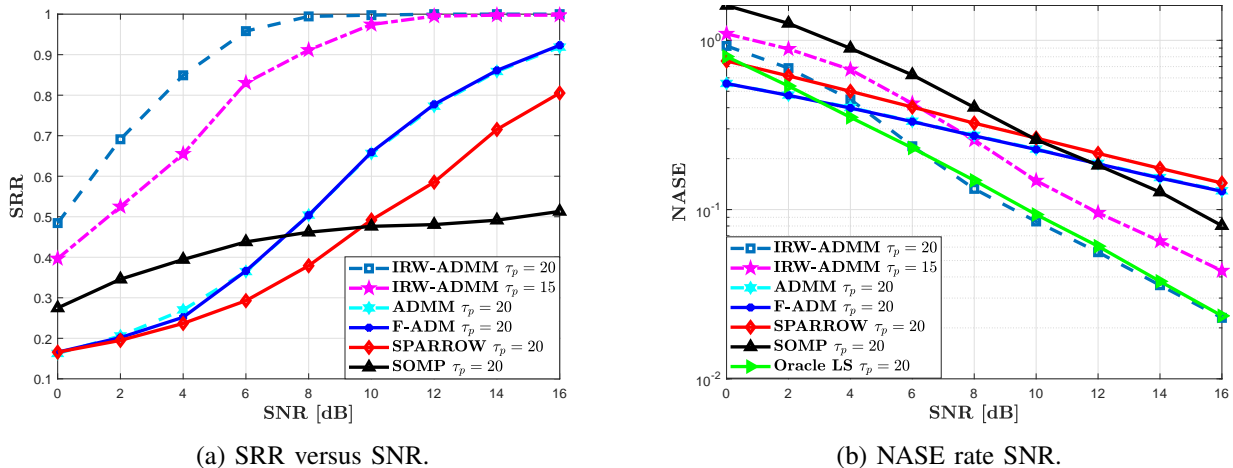 1
0.9
0.8
0.7
0.6
0.5
0.4
0.3
0.2
0.1
SRR
0 2 4 6 8 10 12 14 16
SNR [dB]
IRW-ADMM τp = 20
IRW-ADMM τp = 15
ADMM τp = 20
F-ADM τp = 20
SPARROW τp = 20
SOMP τp = 20
(a) SRR versus SNR.
10^0
10^-1
10^-2
NASE
0 2 4 6 8 10 12 14 16
SNR [dB]
IRW-ADMM τp = 20
IRW-ADMM τp = 15
ADMM τp = 20
F-ADM τp = 20
SPARROW τp = 20
SOMP τp = 20
Oracle LS τp = 20
(b) NASE rate SNR.